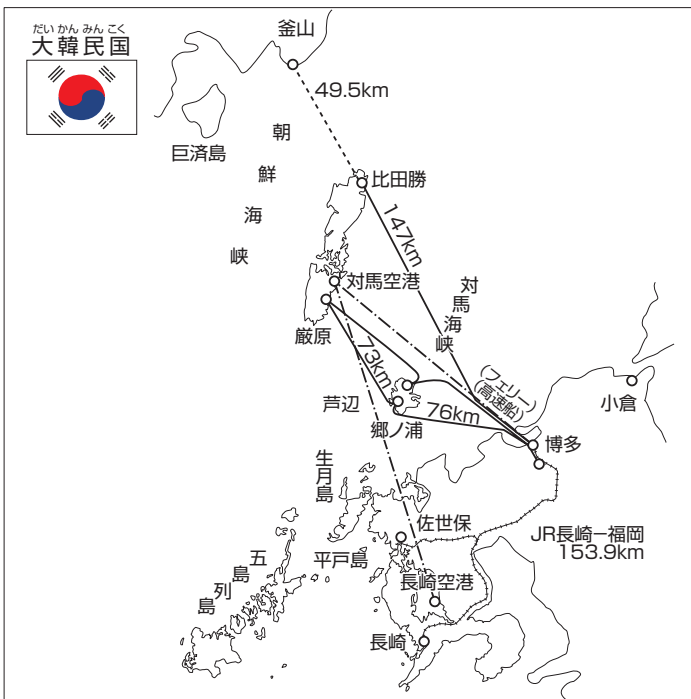 だいかんみんこく
大韓民国
釜山
49.5km
巨済島
朝鮮海峡
比田勝
147km
対馬空港
対馬海峡
厳原
73km
(フェリー)
(高速船)
小倉
芦辺
76km
郷ノ浦
博多
生月島
佐世保
JR長崎−福岡
153.9km
平戸島
五島列島
長崎空港
長崎